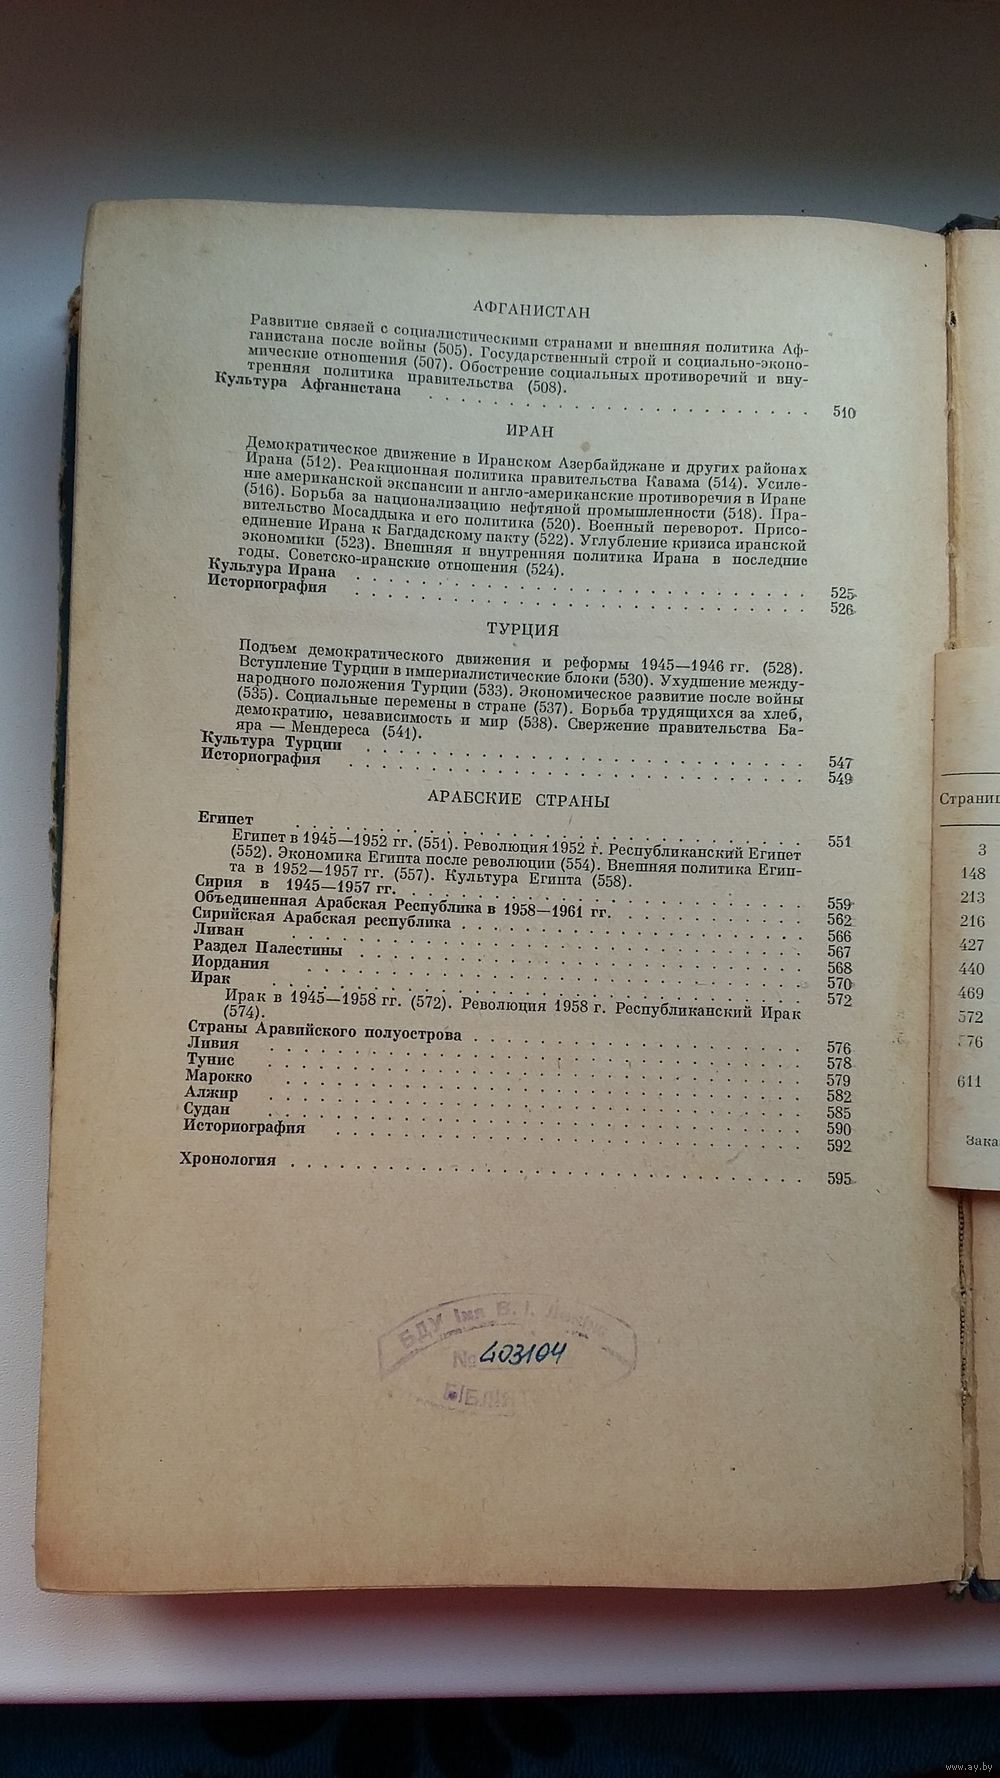 АФГАНИСТАН
Развитие связей с социалистическими странами и внешняя политика Аф-
ганистана после войны (505). Государственный строй и социально-эконо-
мические отношения (507). Обострение социальных противоречий и вну-
тренняя политика правительства (508).
Культура Афганистана . . . . . . . . . . . . . . . . . . . . . . . 510
ИРАН
Демократическое движение в Иранском Азербайджане и других районах
Ирана (512). Реакционная политика правительства Кавама (514). Усиле-
ние американской экспансии и англо-американские противоречия в Иране
(516). Борьба за национализацию нефтяной промышленности (518). Пра-
вительство Мосаддыка и его политика (520). Военный переворот. Присо-
единение Ирана к Багдадскому пакту (522). Углубление кризиса иранской
экономики (523). Внешняя и внутренняя политика Ирана в последние
годы. Советско-иранские отношения (524).
Культура Ирана . . . . . . . . . . . . . . . . . . . . . . . . . . 525
Историография . . . . . . . . . . . . . . . . . . . . . . . . . . 526
ТУРЦИЯ
Подъем демократического движения и реформы 1945—1946 гг. (528).
Вступление Турции в империалистические блоки (530). Ухудшение между-
народного положения Турции (533). Экономическое развитие после войны
(535). Социальные перемены в стране (537). Борьба трудящихся за хлеб,
демократию, независимость и мир (538). Свержение правительства Ба-
яра — Мендереса (541).
Культура Турции . . . . . . . . . . . . . . . . . . . . . . . . . 547
Историография . . . . . . . . . . . . . . . . . . . . . . . . . . 549
АРАБСКИЕ СТРАНЫ
Египет . . . . . . . . . . . . . . . . . . . . . . . . . . . . . . 551
Египет в 1945—1952 гг. (551). Революция 1952 г. Республиканский Египет
(552). Экономика Египта после революции (554). Внешняя политика Егип-
та в 1952—1957 гг. (557). Культура Египта (558).
Сирия в 1945—1957 гг. . . . . . . . . . . . . . . . . . . . . . . 559
Объединенная Арабская Республика в 1958—1961 гг. . . . . . . . . . 562
Сирийская Арабская республика . . . . . . . . . . . . . . . . . . 566
Ливан . . . . . . . . . . . . . . . . . . . . . . . . . . . . . . 567
Раздел Палестины . . . . . . . . . . . . . . . . . . . . . . . . . 568
Иордания . . . . . . . . . . . . . . . . . . . . . . . . . . . . . 570
Ирак . . . . . . . . . . . . . . . . . . . . . . . . . . . . . . . 572
Ирак в 1945—1958 гг. (572). Революция 1958 г. Республиканский Ирак
(574).
Страны Аравийского полуострова . . . . . . . . . . . . . . . . . . 576
Ливия . . . . . . . . . . . . . . . . . . . . . . . . . . . . . . 578
Тунис . . . . . . . . . . . . . . . . . . . . . . . . . . . . . . 579
Марокко . . . . . . . . . . . . . . . . . . . . . . . . . . . . . 582
Алжир . . . . . . . . . . . . . . . . . . . . . . . . . . . . . . 585
Судан . . . . . . . . . . . . . . . . . . . . . . . . . . . . . . 590
Историография . . . . . . . . . . . . . . . . . . . . . . . . . . 592
Хронология . . . . . . . . . . . . . . . . . . . . . . . . . . . . 595
БДУ імя В. І.
№ 403104
Страниц
3
148
213
216
427
440
469
572
576
611
Зака
www.ay.by